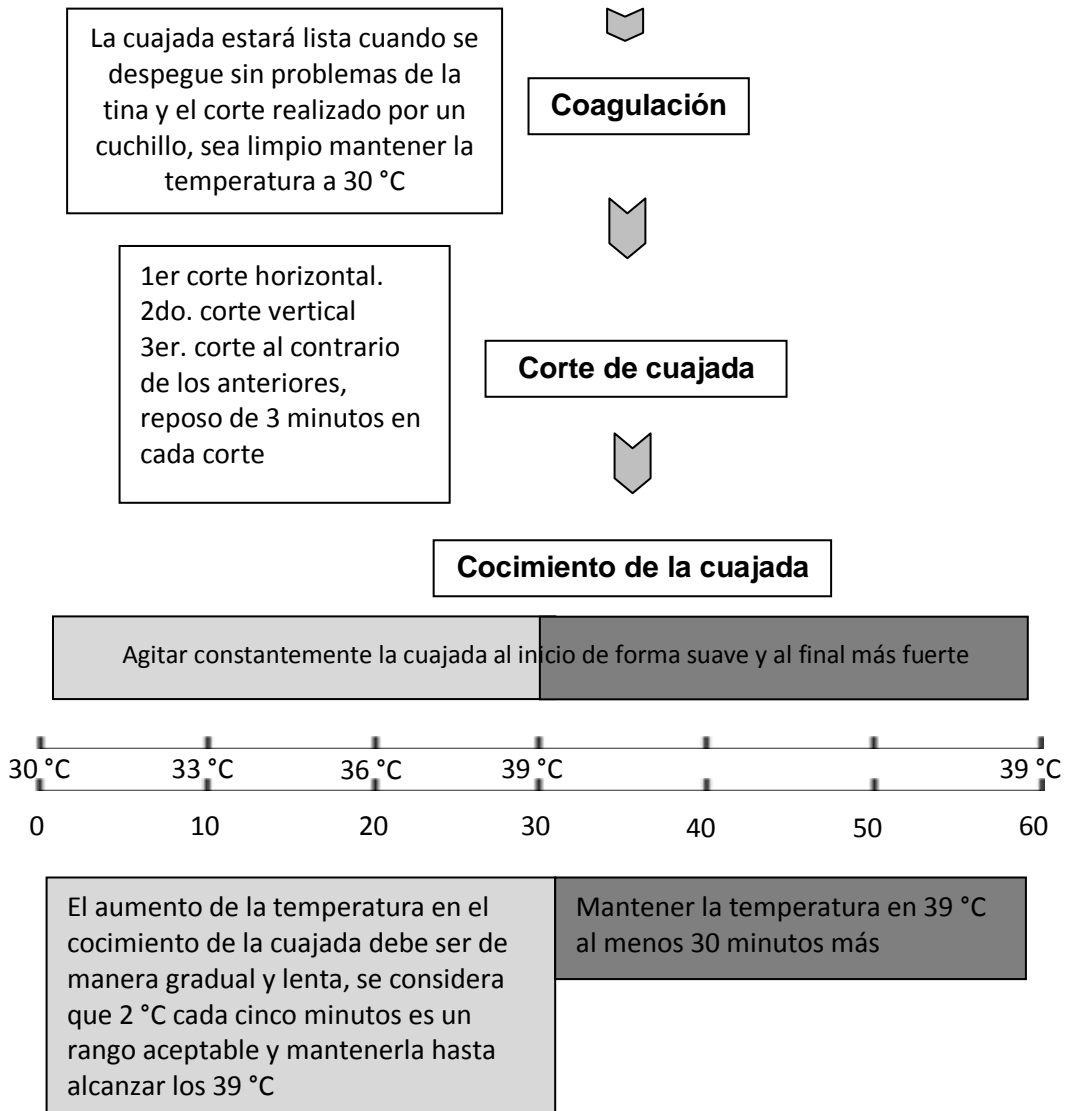 La cuajada estará lista cuando se
despegue sin problemas de la
tina y el corte realizado por un
cuchillo, sea limpio mantener la
temperatura a 30 °C
Coagulación
1er corte horizontal.
2do. corte vertical
3er. corte al contrario
de los anteriores,
reposo de 3 minutos en
cada corte
Corte de cuajada
Cocimiento de la cuajada
Agitar constantemente la cuajada al inicio de forma suave y al final más fuerte
30 °C 33 °C 36 °C 39 °C 39 °C
0 10 20 30 40 50 60
El aumento de la temperatura en el
cocimiento de la cuajada debe ser de
manera gradual y lenta, se considera
que 2 °C cada cinco minutos es un
rango aceptable y mantenerla hasta
alcanzar los 39 °C
Mantener la temperatura en 39 °C
al menos 30 minutos más